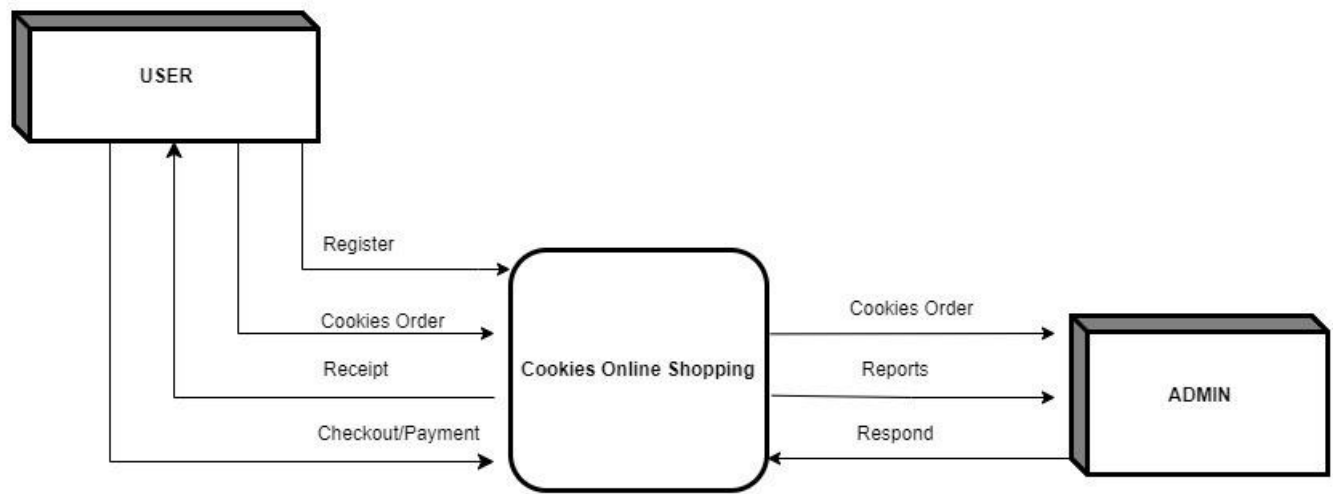 USER
Register
Cookies Order
Receipt
Checkout/Payment
Cookies Online Shopping
Cookies Order
Reports
Respond
ADMIN